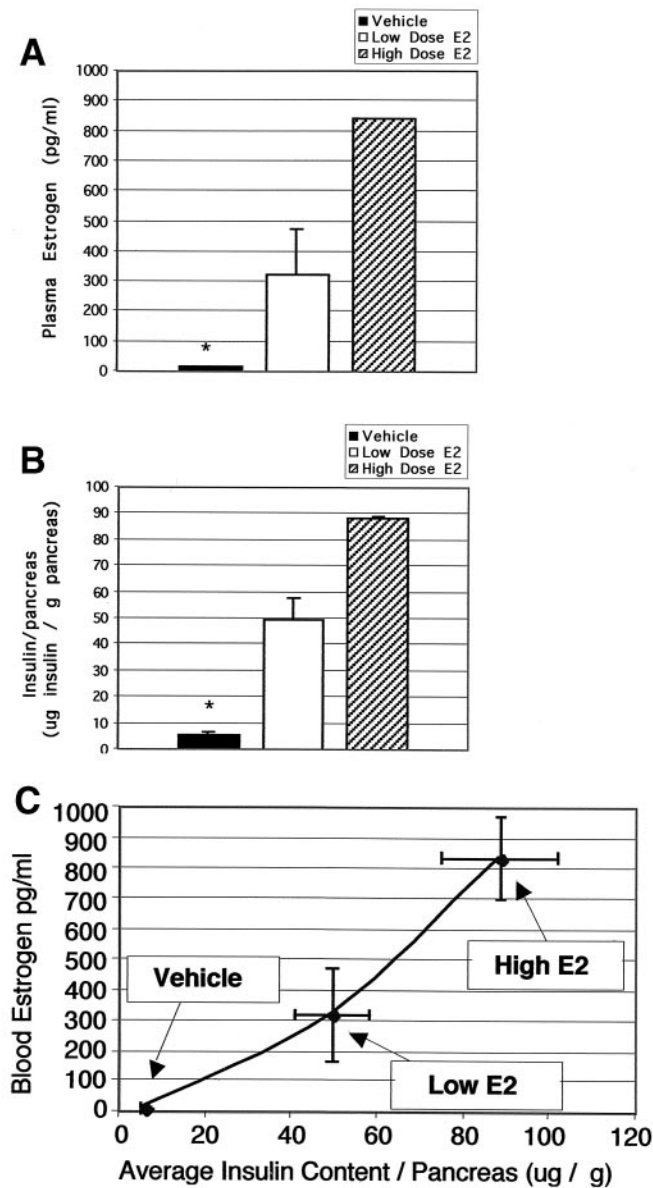 A
Vehicle
Low Dose E2
High Dose E2
Plasma Estrogen (pg/ml)
1000
900
800
700
600
500
400
300
200
100
0
*
B
Vehicle
Low Dose E2
High Dose E2
Insulin/pancreas
(ug insulin / g pancreas)
100
90
80
70
60
50
40
30
20
10
0
*
C
Blood Estrogen pg/ml
1000
900
800
700
600
500
400
300
200
100
0
Vehicle
High E2
Low E2
0 20 40 60 80 100 120
Average Insulin Content / Pancreas (ug / g)